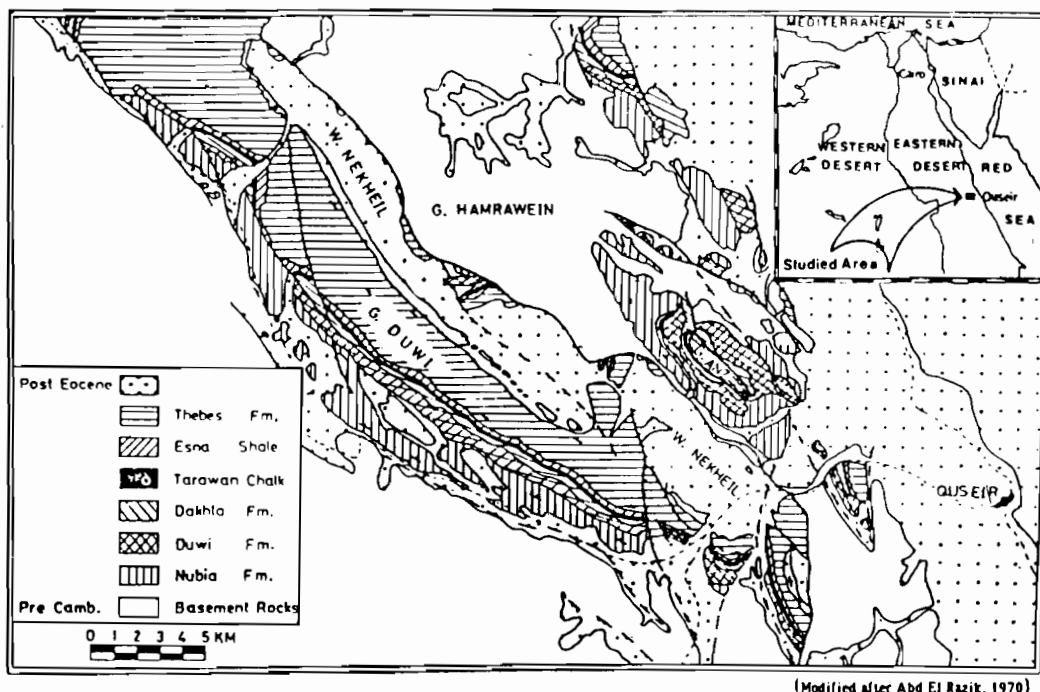 MEDITERRANEAN SEA
Cairo
SINAI
WESTERN DESERT
EASTERN DESERT
RED SEA
Quseir
Studied Area
W. NEKHEIL
G. HAMRAWEIN
G. DUWI
W. NEKHEIL
QUSEIR
Post Eocene
Thebes Fm.
Esna Shale
Tarawan Chalk
Dakhla Fm.
Duwi Fm.
Nubia Fm.
Pre Camb. Basement Rocks
0 1 2 3 4 5 KM
(Modified after Abd El Razik, 1970)